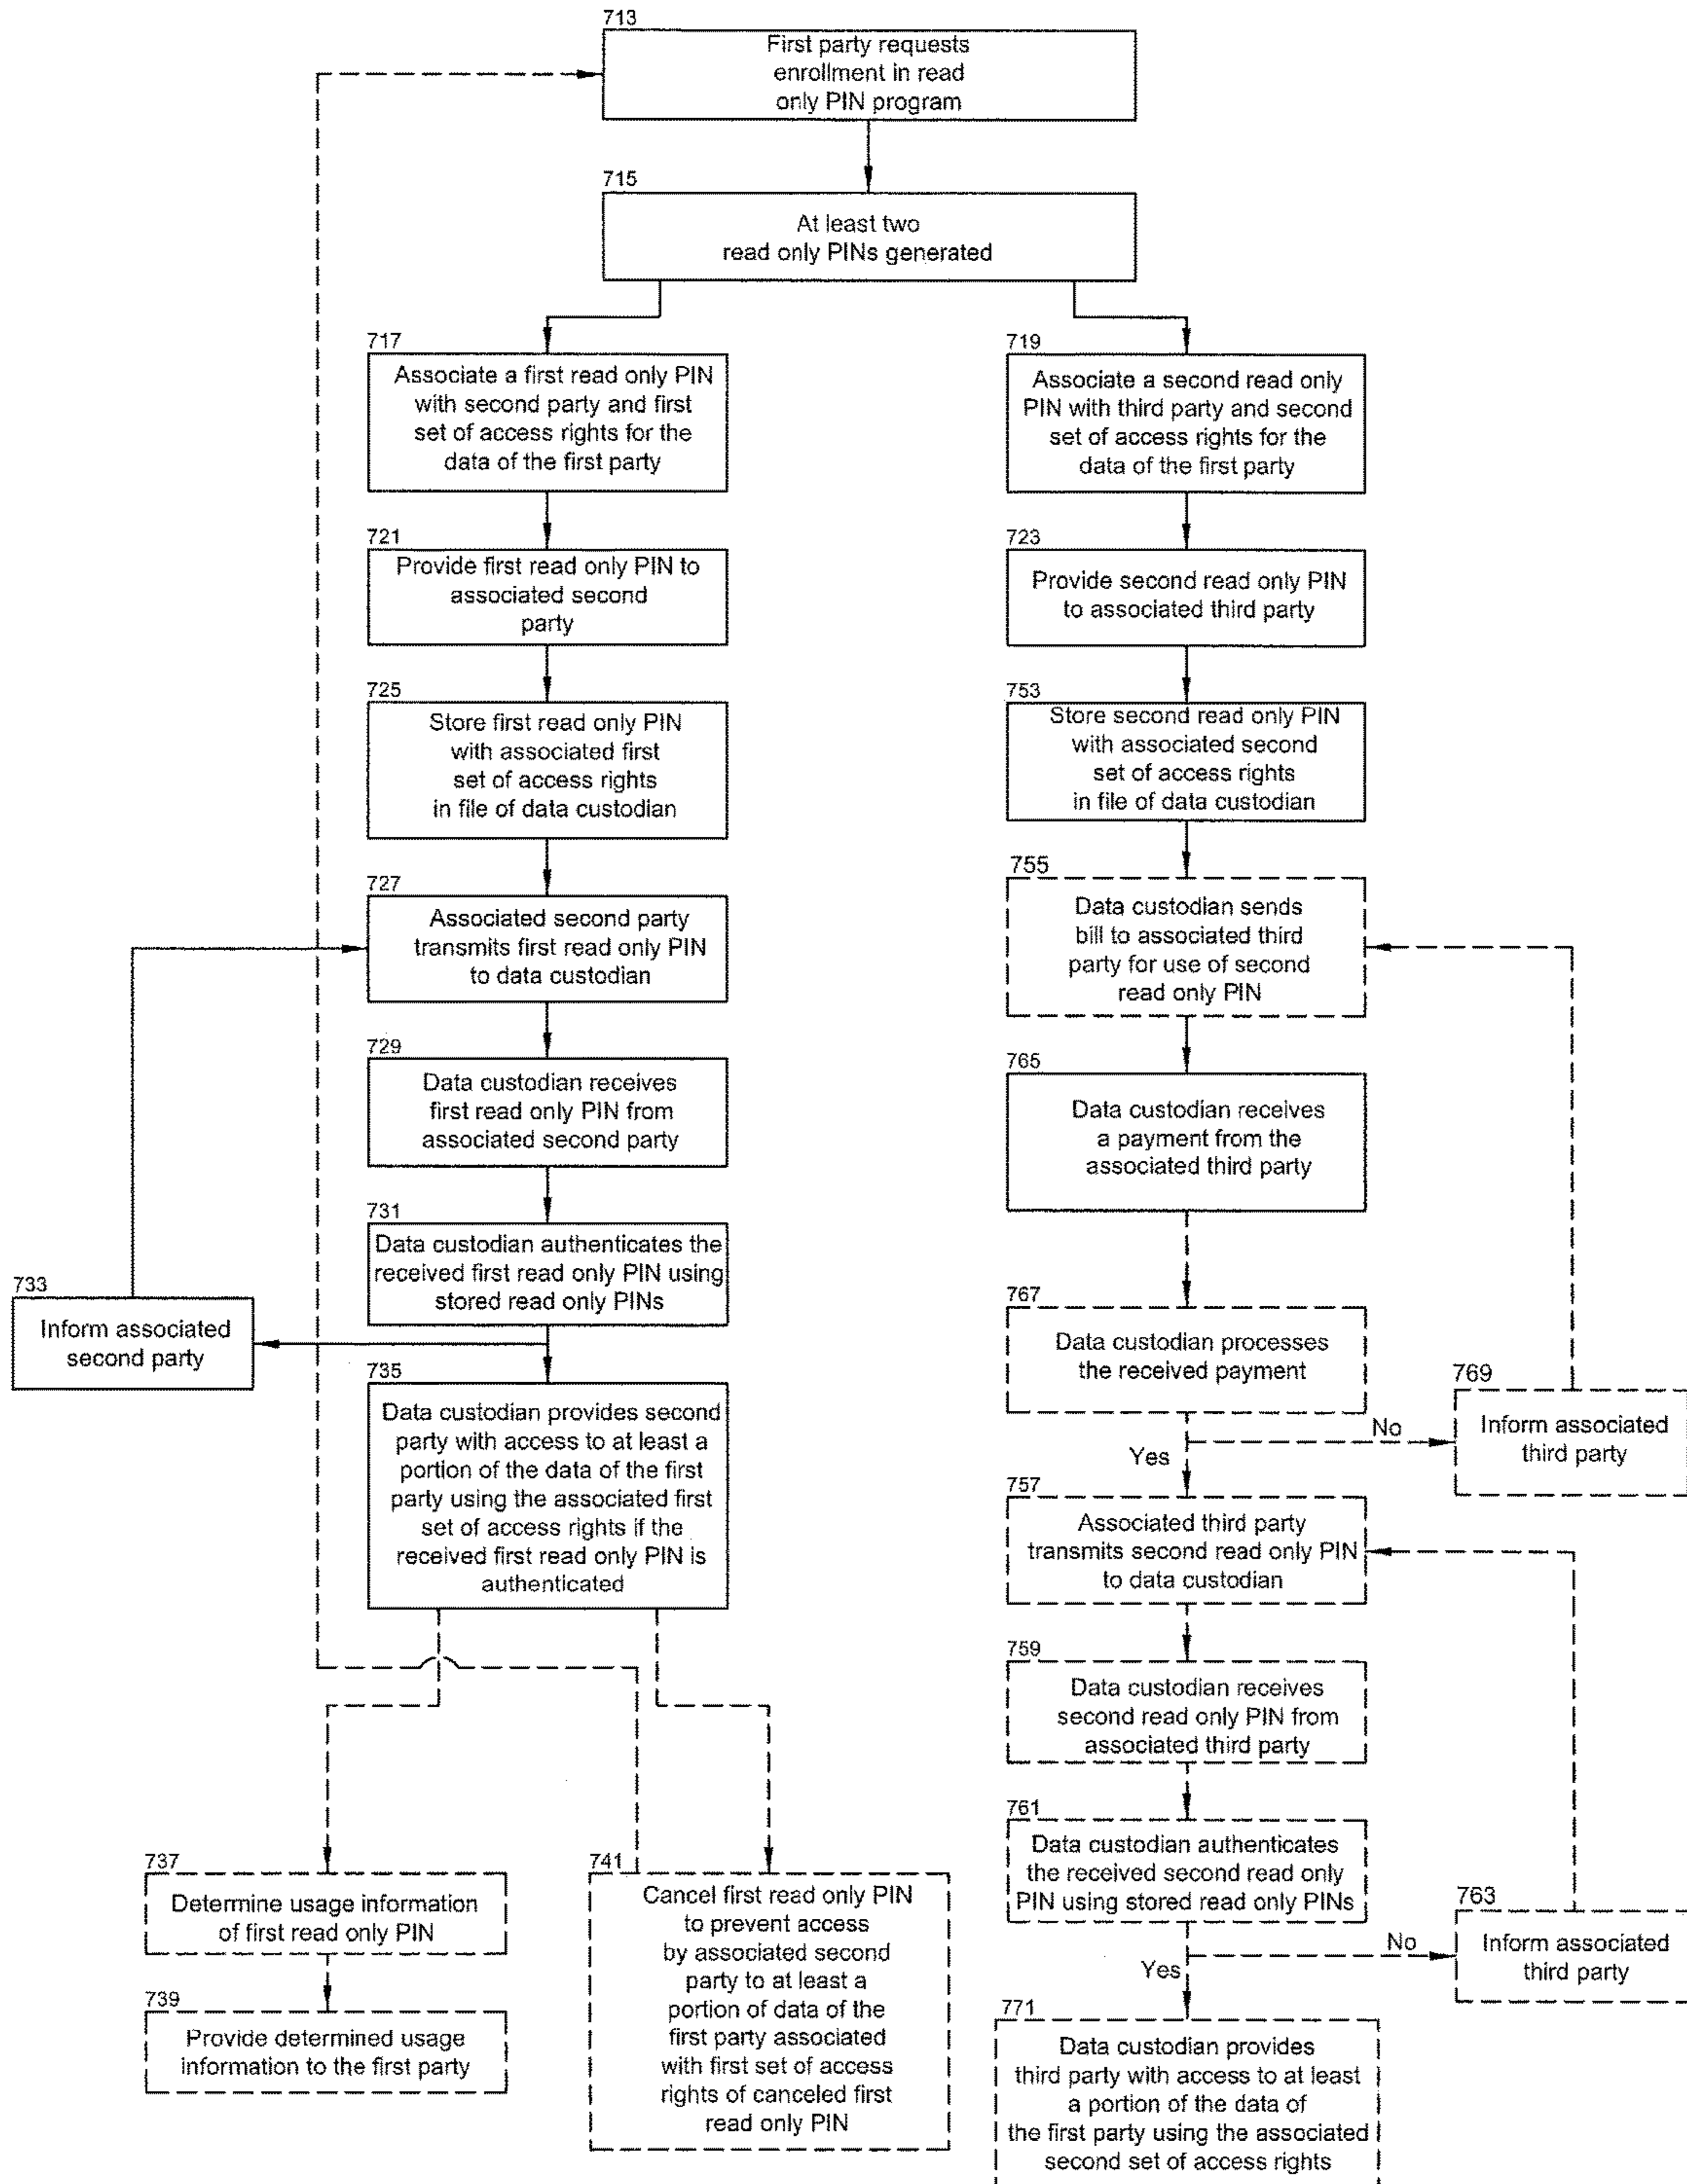 713
First party requests
enrollment in read
only PIN program
715
At least two
read only PINs generated
717
Associate a first read only PIN
with second party and first
set of access rights for the
data of the first party
719
Associate a second read only
PIN with third party and second
set of access rights for the
data of the first party
721
Provide first read only PIN to
associated second
party
723
Provide second read only PIN
to associated third party
725
Store first read only PIN
with associated first
set of access rights
in file of data custodian
753
Store second read only PIN
with associated second
set of access rights
in file of data custodian
727
Associated second party
transmits first read only PIN
to data custodian
755
Data custodian sends
bill to associated third
party for use of second
read only PIN
729
Data custodian receives
first read only PIN from
associated second party
765
Data custodian receives
a payment from the
associated third party
731
Data custodian authenticates the
received first read only PIN using
stored read only PINs
733
Inform associated
second party
735
Data custodian provides second
party with access to at least a
portion of the data of the first
party using the associated first
set of access rights if the
received first read only PIN is
authenticated
767
Data custodian processes
the received payment
No
Yes
769
Inform associated
third party
757
Associated third party
transmits second read only PIN
to data custodian
759
Data custodian receives
second read only PIN from
associated third party
737
Determine usage information
of first read only PIN
739
Provide determined usage
information to the first party
741
Cancel first read only PIN
to prevent access
by associated second
party to at least a
portion of data of the
first party associated
with first set of access
rights of canceled first
read only PIN
761
Data custodian authenticates
the received second read only
PIN using stored read only PINs
No
Yes
763
Inform associated
third party
771
Data custodian provides
third party with access to at least
a portion of the data of
the first party using the associated
second set of access rights